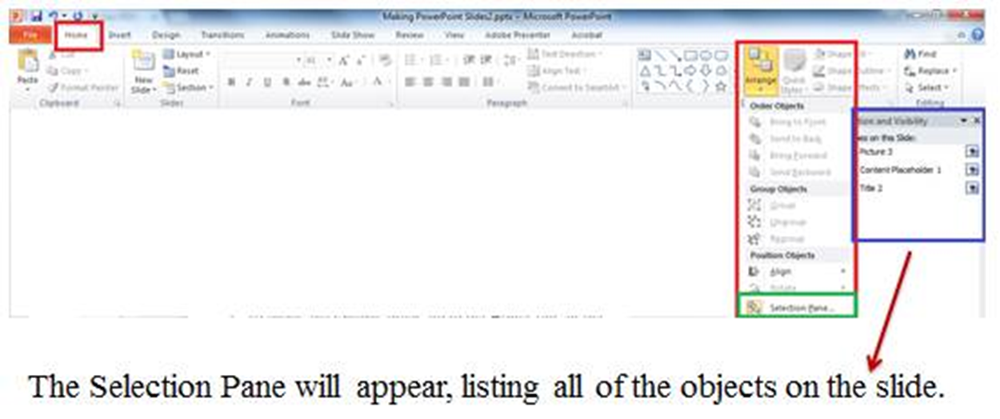 Making PowerPoint Slides2.pptx - Microsoft PowerPoint
File Home Insert Design Transitions Animations Slide Show Review View Adobe Presenter Acrobat
Cut
Layout
Text Direction
Shape Fill
Find
Copy
Reset
Align Text
Arrange
Quick Styles
Shape Outline
Replace
Paste
Format Painter
New Slide
Section
Convert to SmartArt
Shape Effects
Select
Clipboard Slides Font Paragraph Editing
Order Objects
Bring to Front
Send to Back
Bring Forward
Send Backward
Group Objects
Group
Ungroup
Regroup
Position Objects
Align
Rotate
Selection Pane...
tion and Visibility
es on this Slide:
Picture 3
Content Placeholder 1
Title 2
The Selection Pane will appear, listing all of the objects on the slide.